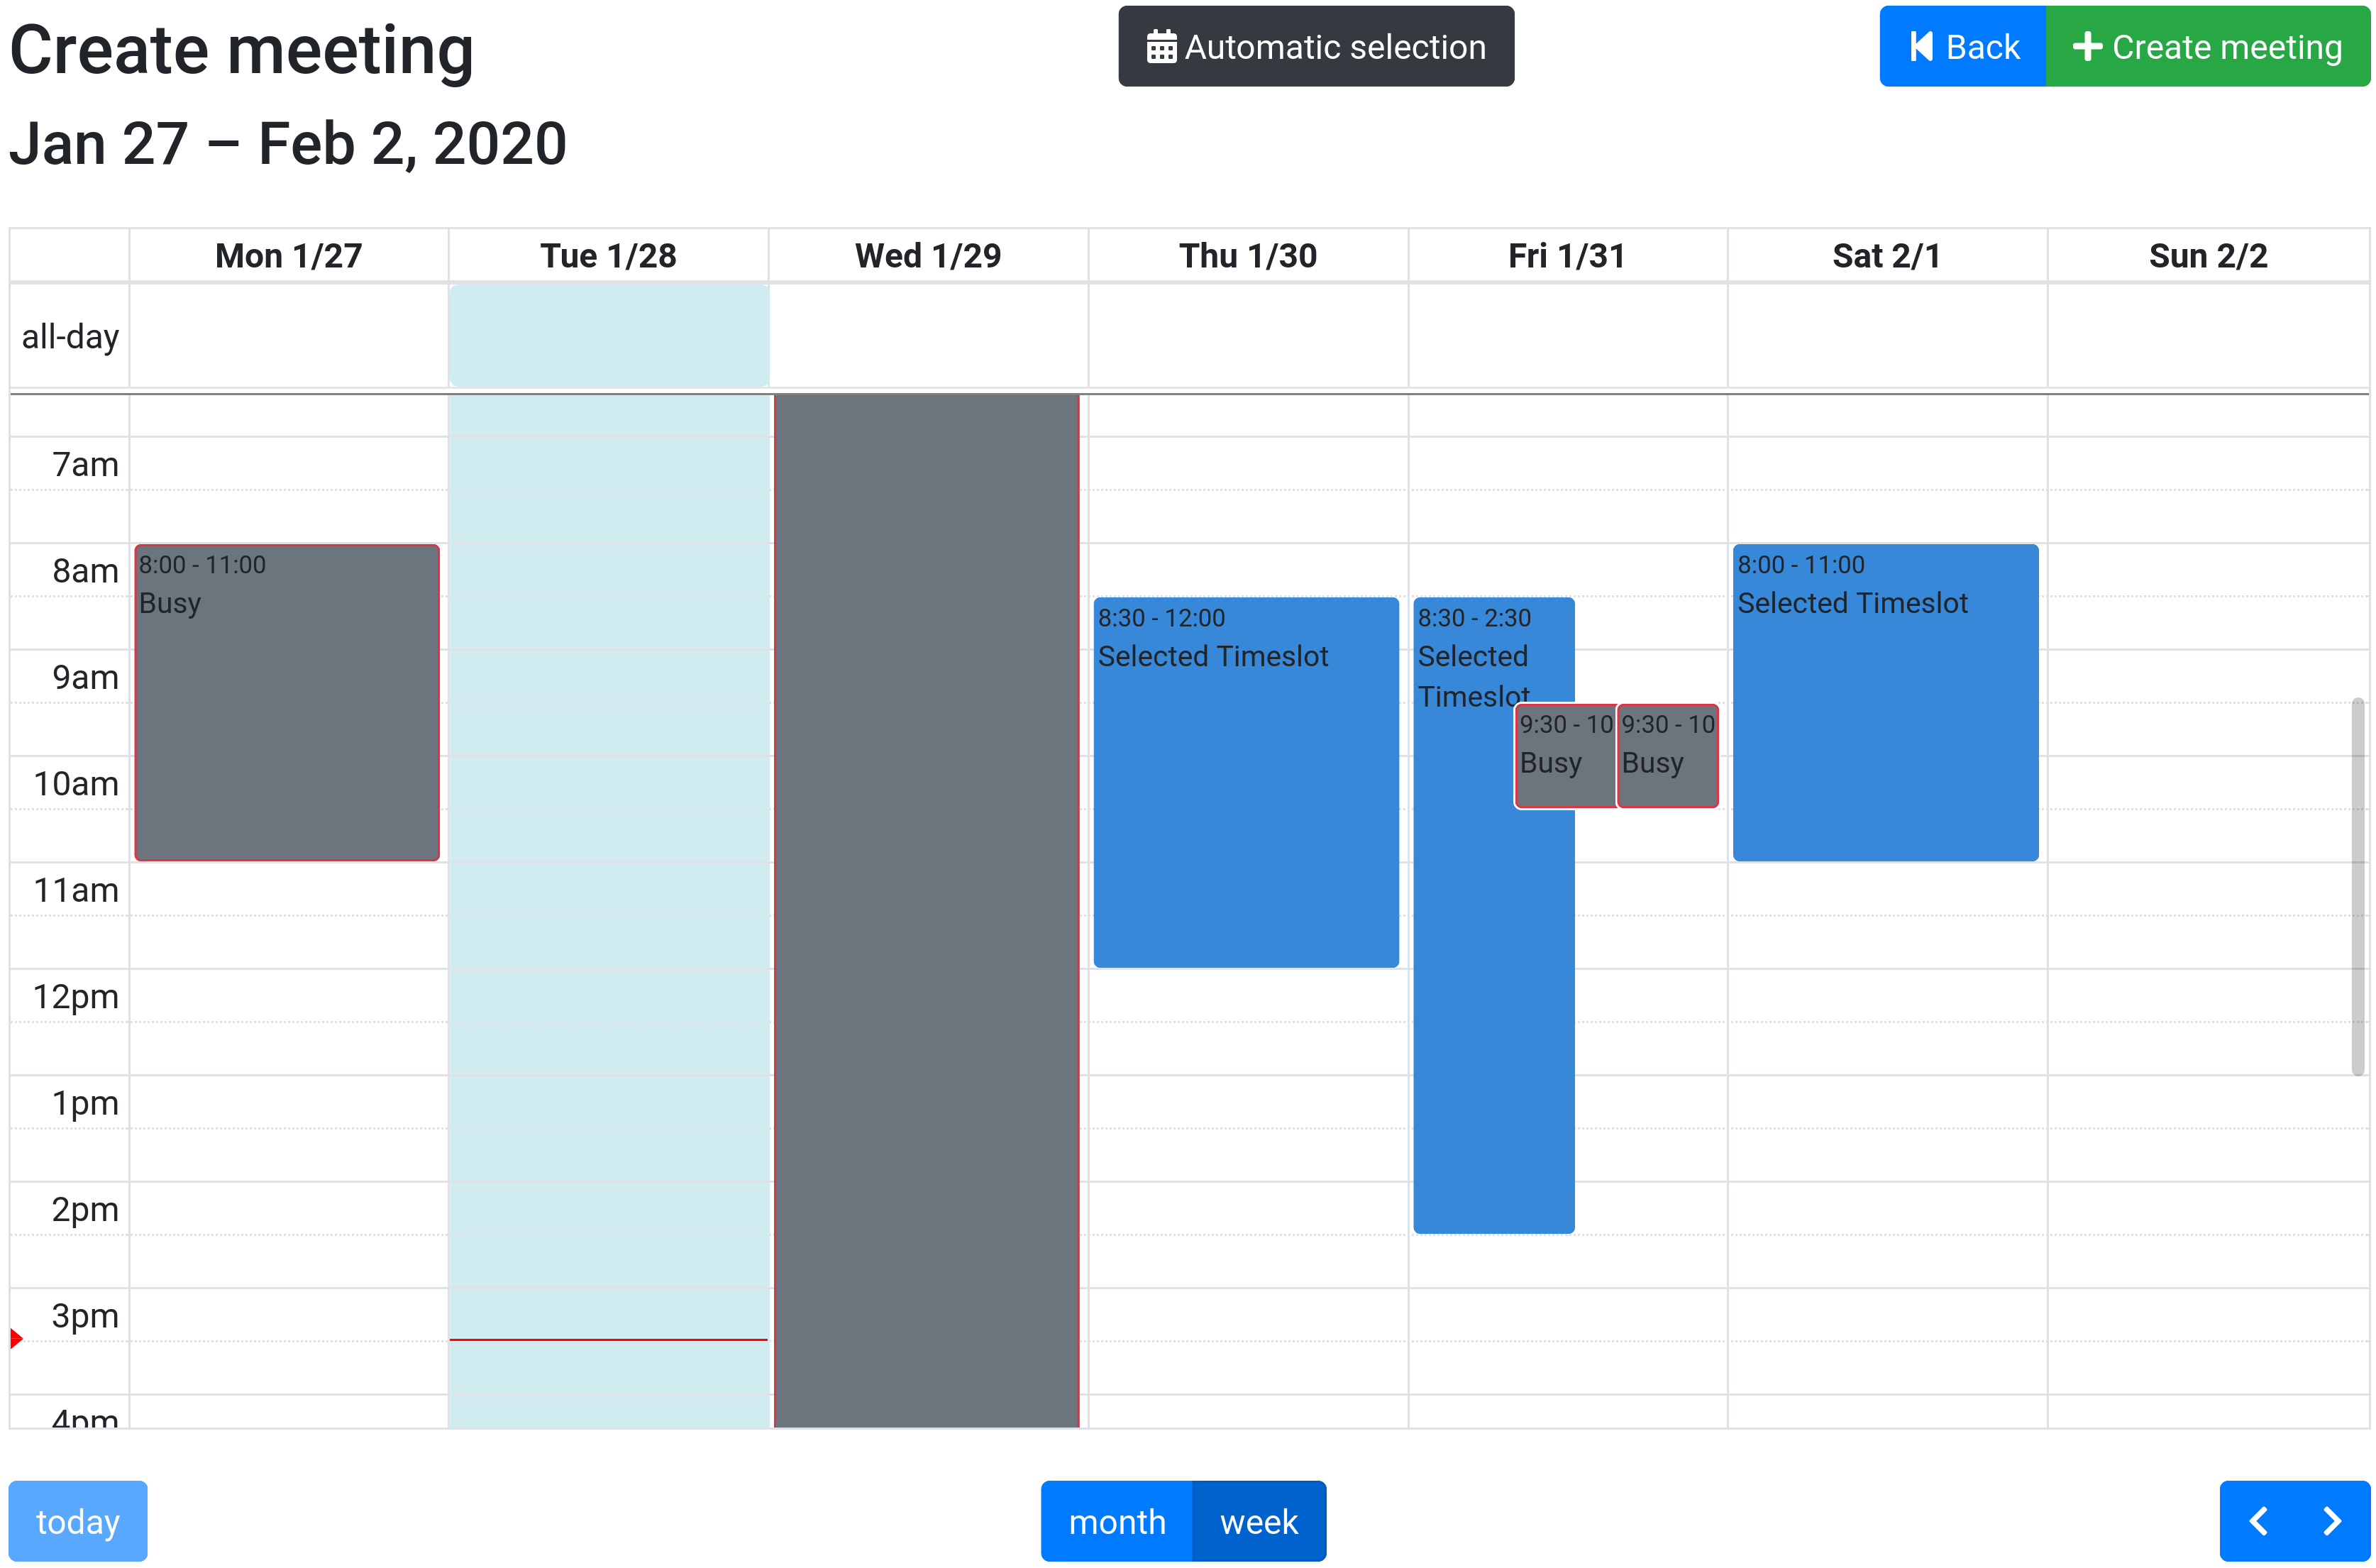 Create meeting
Automatic selection
Back
Create meeting
Jan 27 – Feb 2, 2020
Mon 1/27
Tue 1/28
Wed 1/29
Thu 1/30
Fri 1/31
Sat 2/1
Sun 2/2
all-day
7am
8am
8:00 - 11:00
Busy
8:00 - 11:00
Selected Timeslot
8:30 - 12:00
Selected Timeslot
8:30 - 2:30
Selected
Timeslot
9am
9:30 - 10
Busy
9:30 - 10
Busy
10am
11am
12pm
1pm
2pm
3pm
4pm
today
month
week